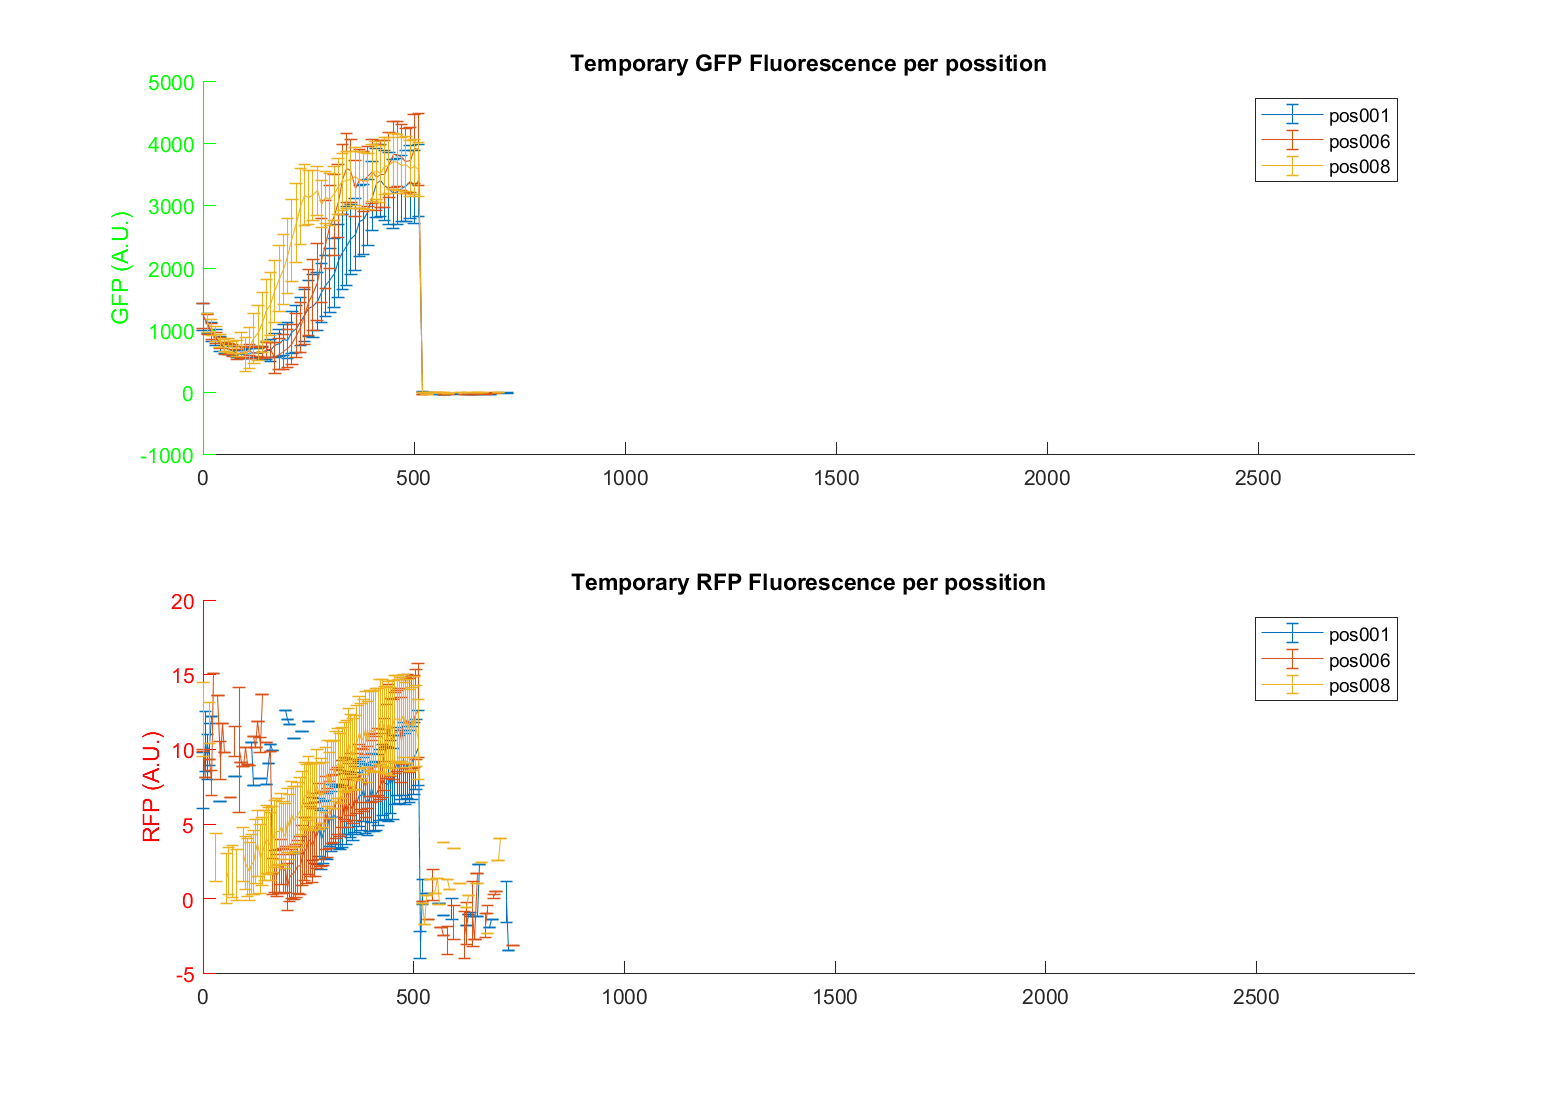 Temporary GFP Fluorescence per possition
5000
4000
3000
2000
1000
0
-1000
GFP (A.U.)
0 500 1000 1500 2000 2500
pos001
pos006
pos008
Temporary RFP Fluorescence per possition
20
15
10
5
0
-5
RFP (A.U.)
0 500 1000 1500 2000 2500
pos001
pos006
pos008